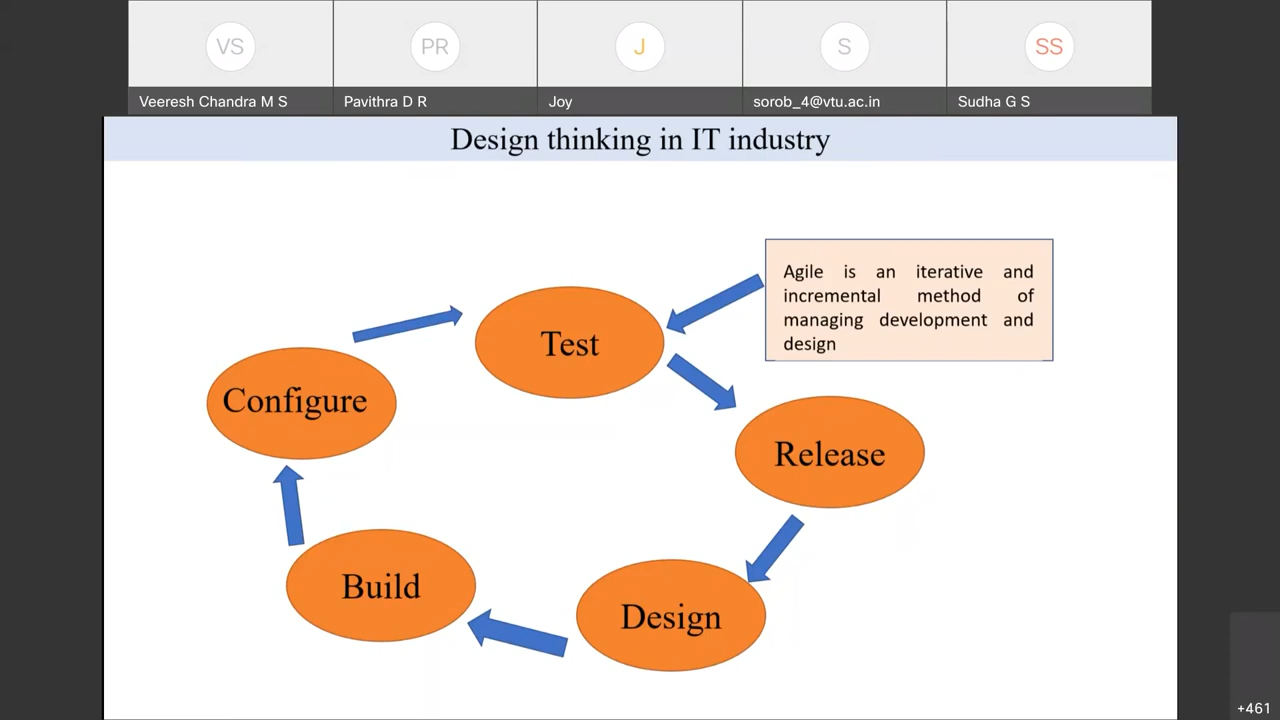 VS
PR
J
S
SS
Veeresh Chandra M S
Pavithra D R
Joy
sorob_4@vtu.ac.in
Sudha G S
Design thinking in IT industry
Agile is an iterative and
incremental method of
managing development and
design
Test
Configure
Release
Build
Design
+461